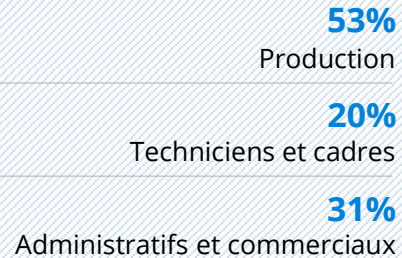 53%
Production
20%
Techniciens et cadres
31%
Administratifs et commerciaux